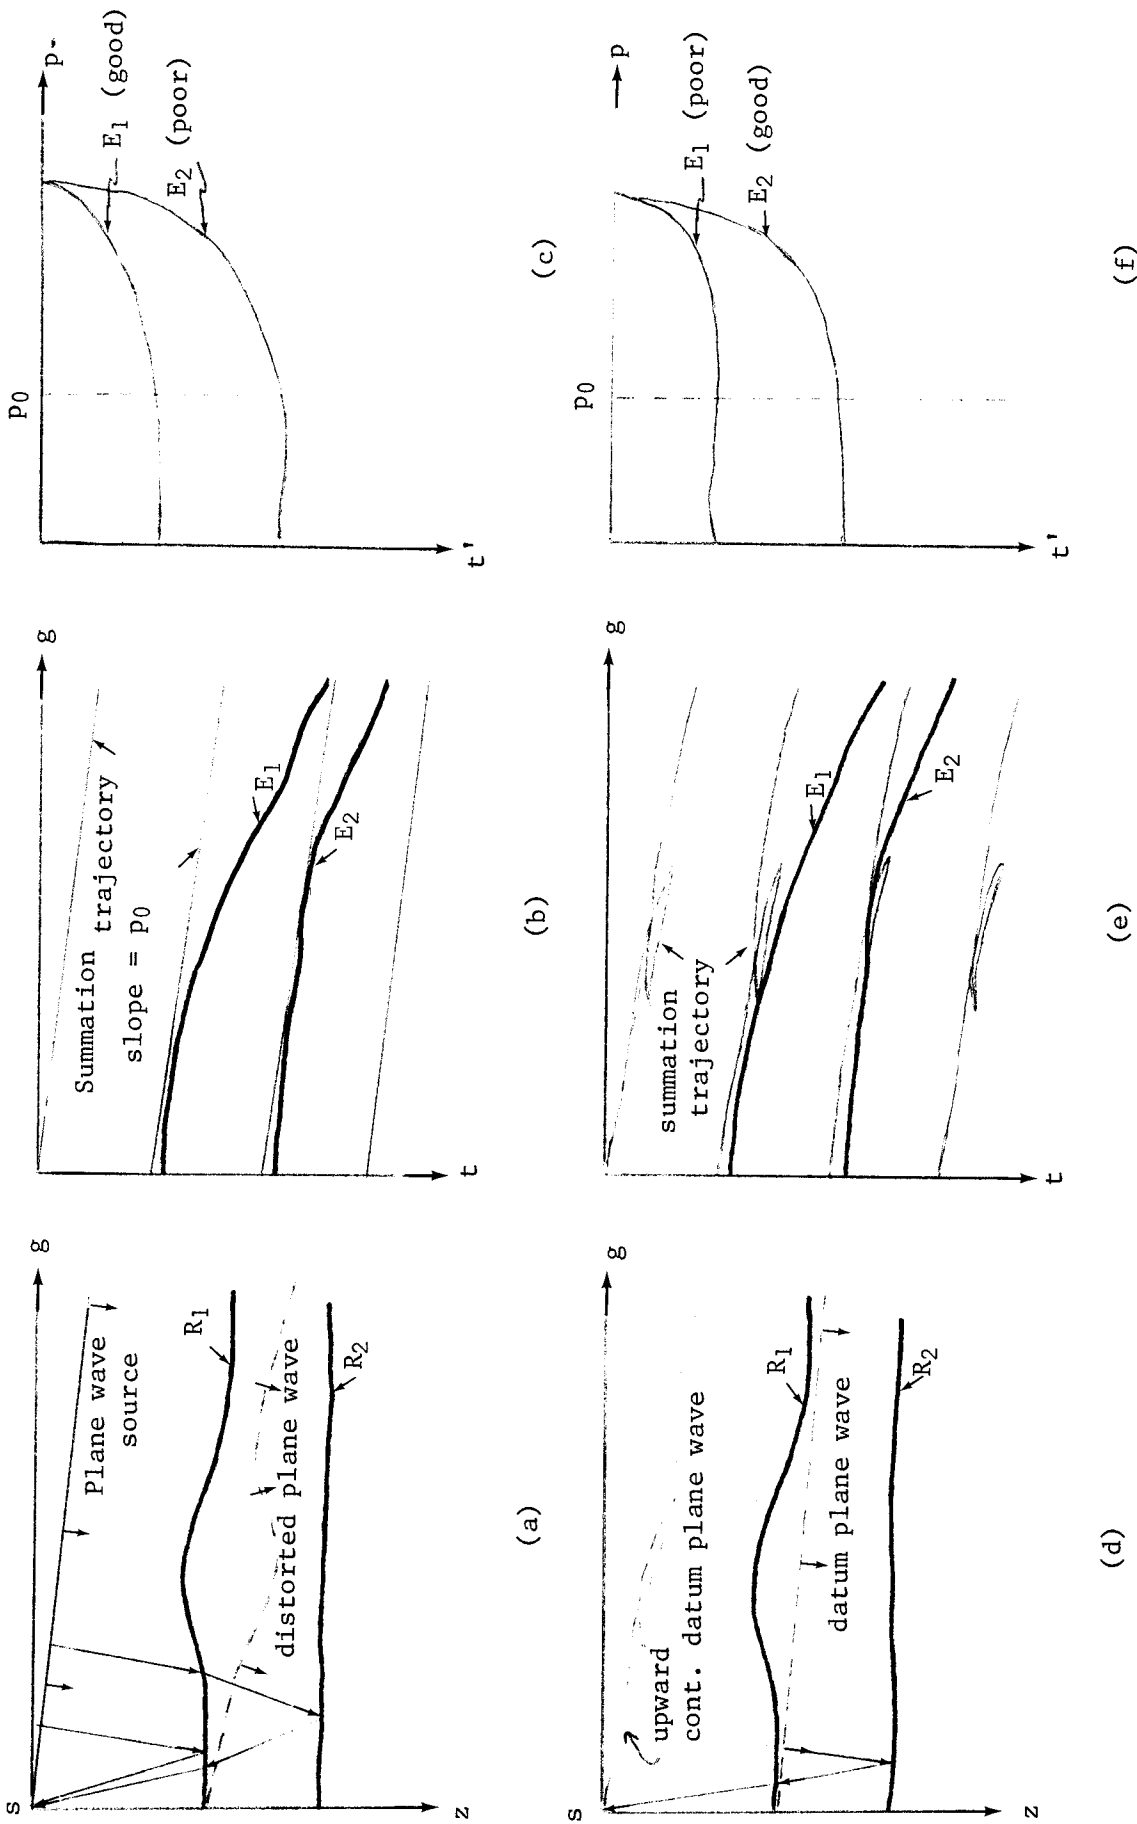 s
g
Plane wave
source
R1
distorted plane wave
R2
z
(a)
g
Summation
trajectory
slope = p0
E1
E2
t
(b)
p0
p
E1 (good)
E2 (poor)
t'
(c)
s
g
upward
cont. datum plane wave
R1
datum plane wave
R2
z
(d)
g
summation
trajectory
E1
E2
t
(e)
p0
p
E1 (poor)
E2 (good)
t'
(f)